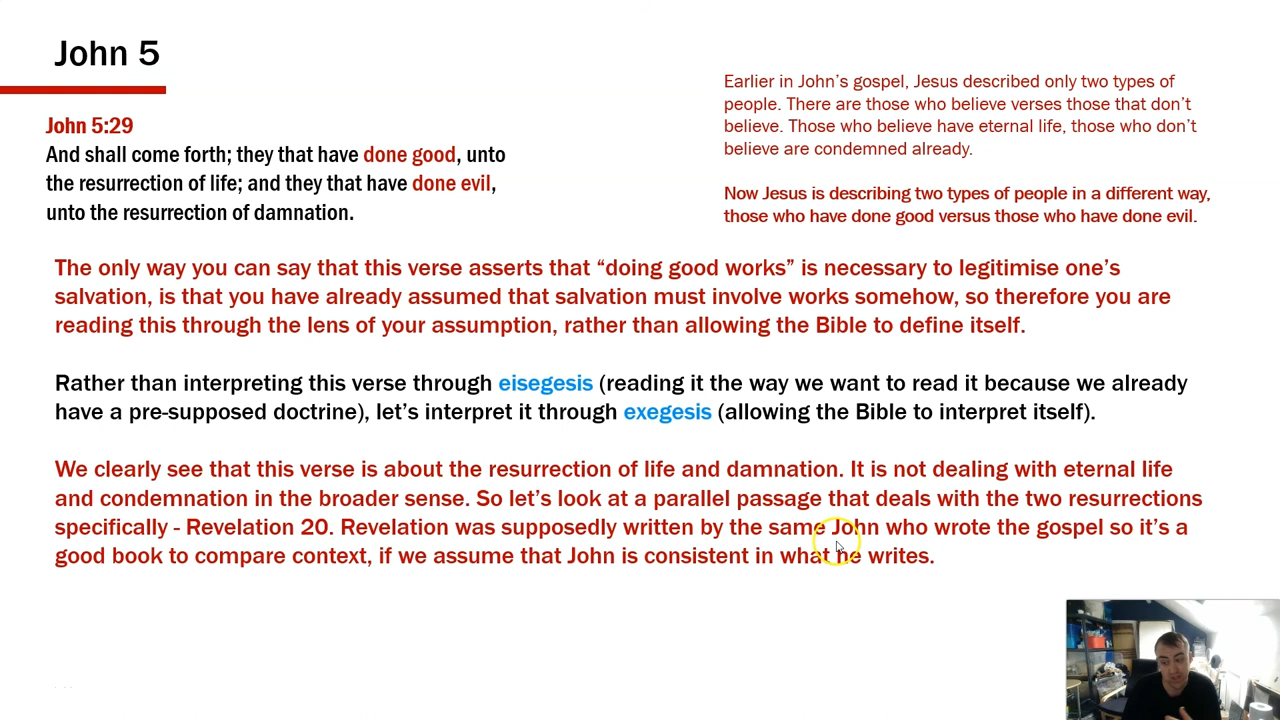 John 5
John 5:29
And shall come forth; they that have done good, unto
the resurrection of life; and they that have done evil,
unto the resurrection of damnation.
Earlier in John's gospel, Jesus described only two types of
people. There are those who believe verses those that don't
believe. Those who believe have eternal life, those who don't
believe are condemned already.
Now Jesus is describing two types of people in a different way,
those who have done good versus those who have done evil.
The only way you can say that this verse asserts that “doing good works” is necessary to legitimise one's
salvation, is that you have already assumed that salvation must involve works somehow, so therefore you are
reading this through the lens of your assumption, rather than allowing the Bible to define itself.
Rather than interpreting this verse through eisegesis (reading it the way we want to read it because we already
have a pre-supposed doctrine), let's interpret it through exegesis (allowing the Bible to interpret itself).
We clearly see that this verse is about the resurrection of life and damnation. It is not dealing with eternal life
and condemnation in the broader sense. So let's look at a parallel passage that deals with the two resurrections
specifically - Revelation 20. Revelation was supposedly written by the same John who wrote the gospel so it's a
good book to compare context, if we assume that John is consistent in what he writes.